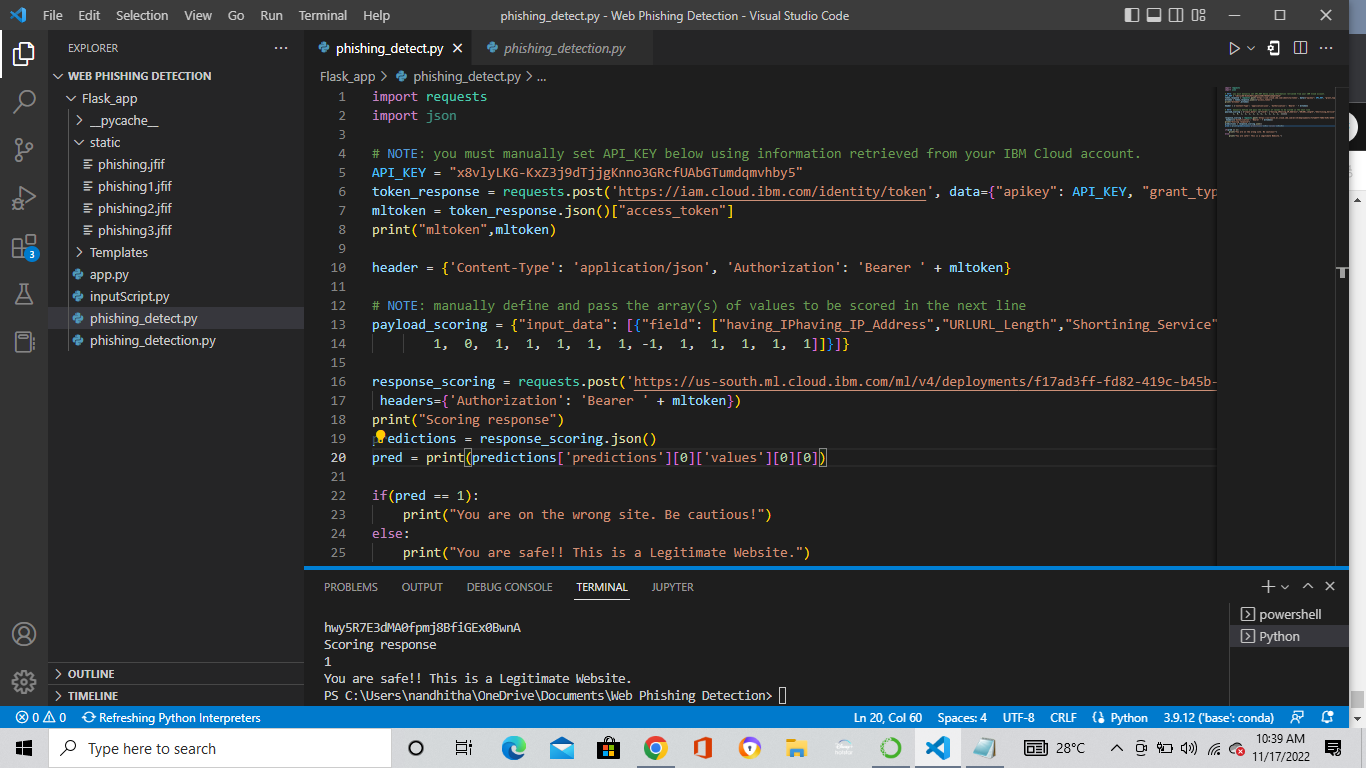 File Edit Selection View Go Run Terminal Help
phishing_detect.py - Web Phishing Detection - Visual Studio Code
EXPLORER
WEB PHISHING DETECTION
Flask_app
__pycache__
static
phishing.jfif
phishing1.jfif
phishing2.jfif
phishing3.jfif
Templates
app.py
inputScript.py
phishing_detect.py
phishing_detection.py
OUTLINE
TIMELINE
3
phishing_detect.py
phishing_detection.py
Flask_app > phishing_detect.py > ...
1 import requests
2 import json
3
4 # NOTE: you must manually set API_KEY below using information retrieved from your IBM Cloud account.
5 API_KEY = "x8vlyLKG-KxZ3j9dTjjgKnno3GRcfUAbGTumdqmvhby5"
6 token_response = requests.post('https://iam.cloud.ibm.com/identity/token', data={"apikey": API_KEY, "grant_typ
7 mltoken = token_response.json()["access_token"]
8 print("mltoken",mltoken)
9
10 header = {'Content-Type': 'application/json', 'Authorization': 'Bearer ' + mltoken}
11
12 # NOTE: manually define and pass the array(s) of values to be scored in the next line
13 payload_scoring = {"input_data": [{"field": ["having_IPhaving_IP_Address","URLURL_Length","Shortining_Service"
14 1, 0, 1, 1, 1, 1, 1, -1, 1, 1, 1, 1, 1]]}]}
15
16 response_scoring = requests.post('https://us-south.ml.cloud.ibm.com/ml/v4/deployments/f17ad3ff-fd82-419c-b45b-
17 headers={'Authorization': 'Bearer ' + mltoken})
18 print("Scoring response")
19 predictions = response_scoring.json()
20 pred = print(predictions['predictions'][0]['values'][0][0])
21
22 if(pred == 1):
23 print("You are on the wrong site. Be cautious!")
24 else:
25 print("You are safe!! This is a Legitimate Website.")
PROBLEMS OUTPUT DEBUG CONSOLE TERMINAL JUPYTER
hwy5R7E3dMA0fpmj8BfiGEx0BwnA
Scoring response
1
You are safe!! This is a Legitimate Website.
PS C:\Users\nandhitha\OneDrive\Documents\Web Phishing Detection>
powershell
Python
0 0 Refreshing Python Interpreters
Ln 20, Col 60 Spaces: 4 UTF-8 CRLF Python 3.9.12 ('base': conda)
Type here to search
28°C
10:39 AM
11/17/2022